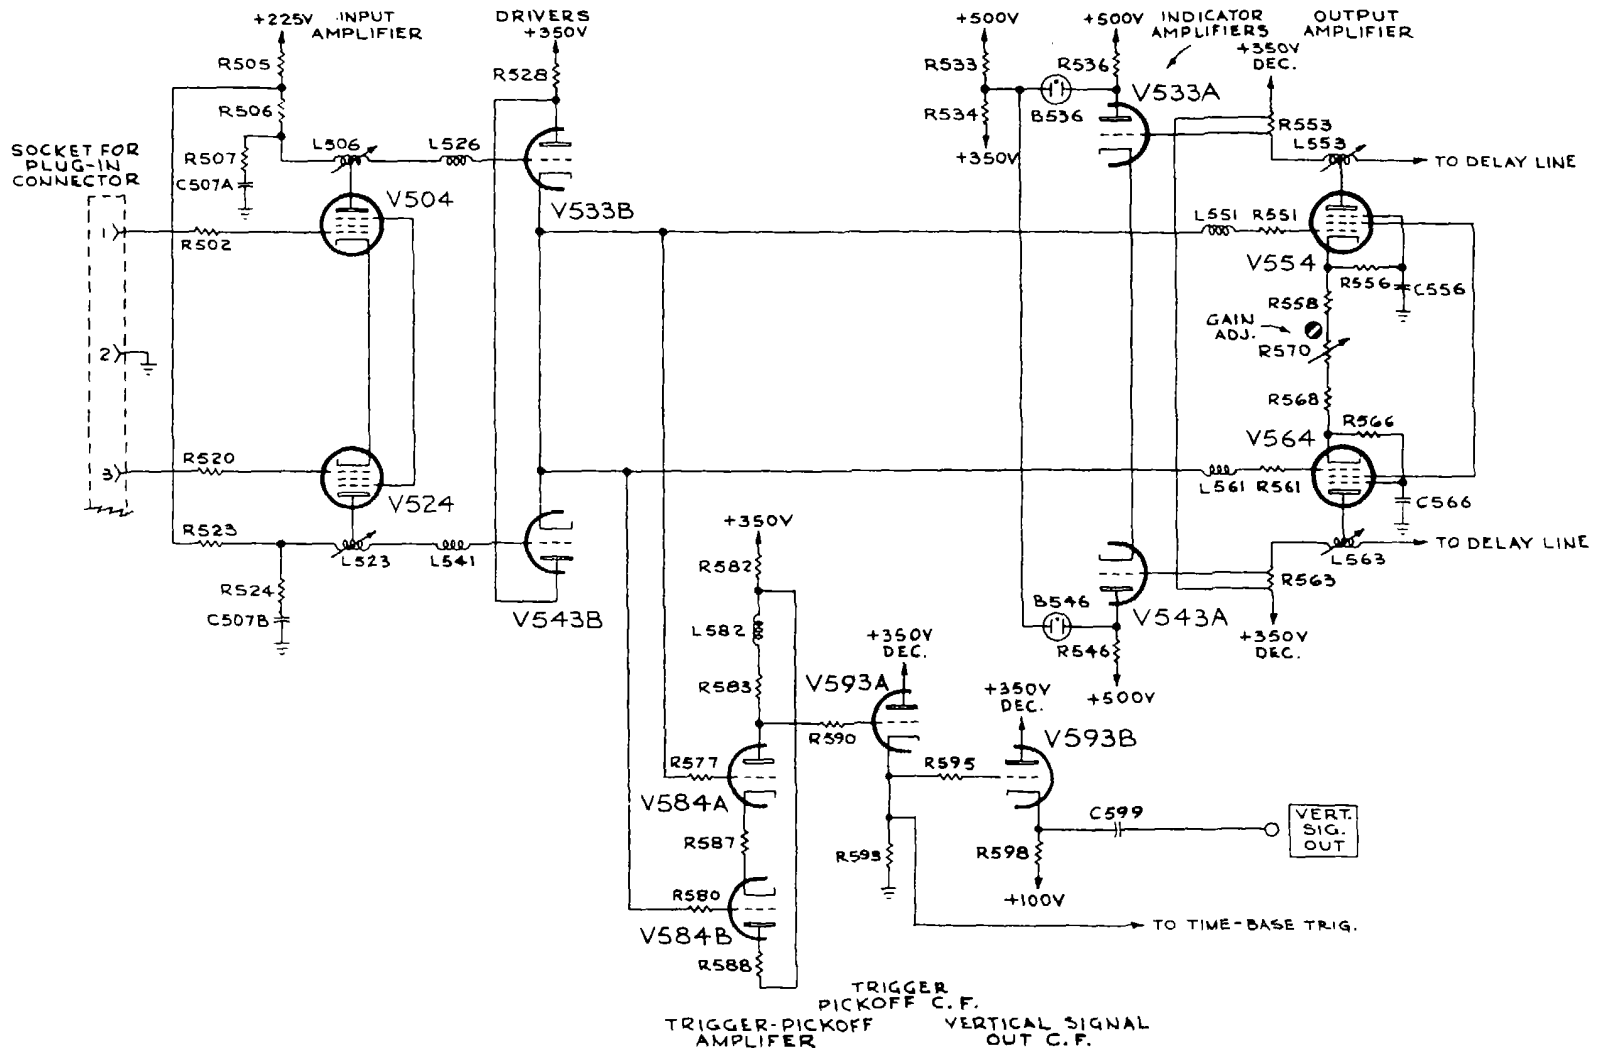 +225V
INPUT
AMPLIFIER
DRIVERS
+350V
+500V
+500V
INDICATOR
AMPLIFIERS
OUTPUT
AMPLIFIER
+350V
DEC.
R505
R528
R533
R536
V533A
R506
R534
B536
R553
SOCKET FOR
PLUG-IN
CONNECTOR
R507
L506
L526
L553
TO DELAY LINE
C507A
+350V
V504
V533B
1
R502
L551
R551
V554
R556
C556
R558
GAIN
ADJ.
R570
2
R568
R566
V564
3
R520
L561
R561
V524
C566
R523
+350V
L523
L541
TO DELAY LINE
L563
R582
R524
B546
R563
C507B
V543B
V543A
L582
+350V
DEC.
R546
+350V
DEC.
R583
V593A
+350V
DEC.
+500V
R590
V593B
R577
R595
V584A
C599
VERT.
SIG.
OUT
R587
R593
R598
R580
+100V
V584B
TO TIME-BASE TRIG.
R588
TRIGGER
PICKOFF C.F.
TRIGGER-PICKOFF
AMPLIFER
VERTICAL SIGNAL
OUT C.F.